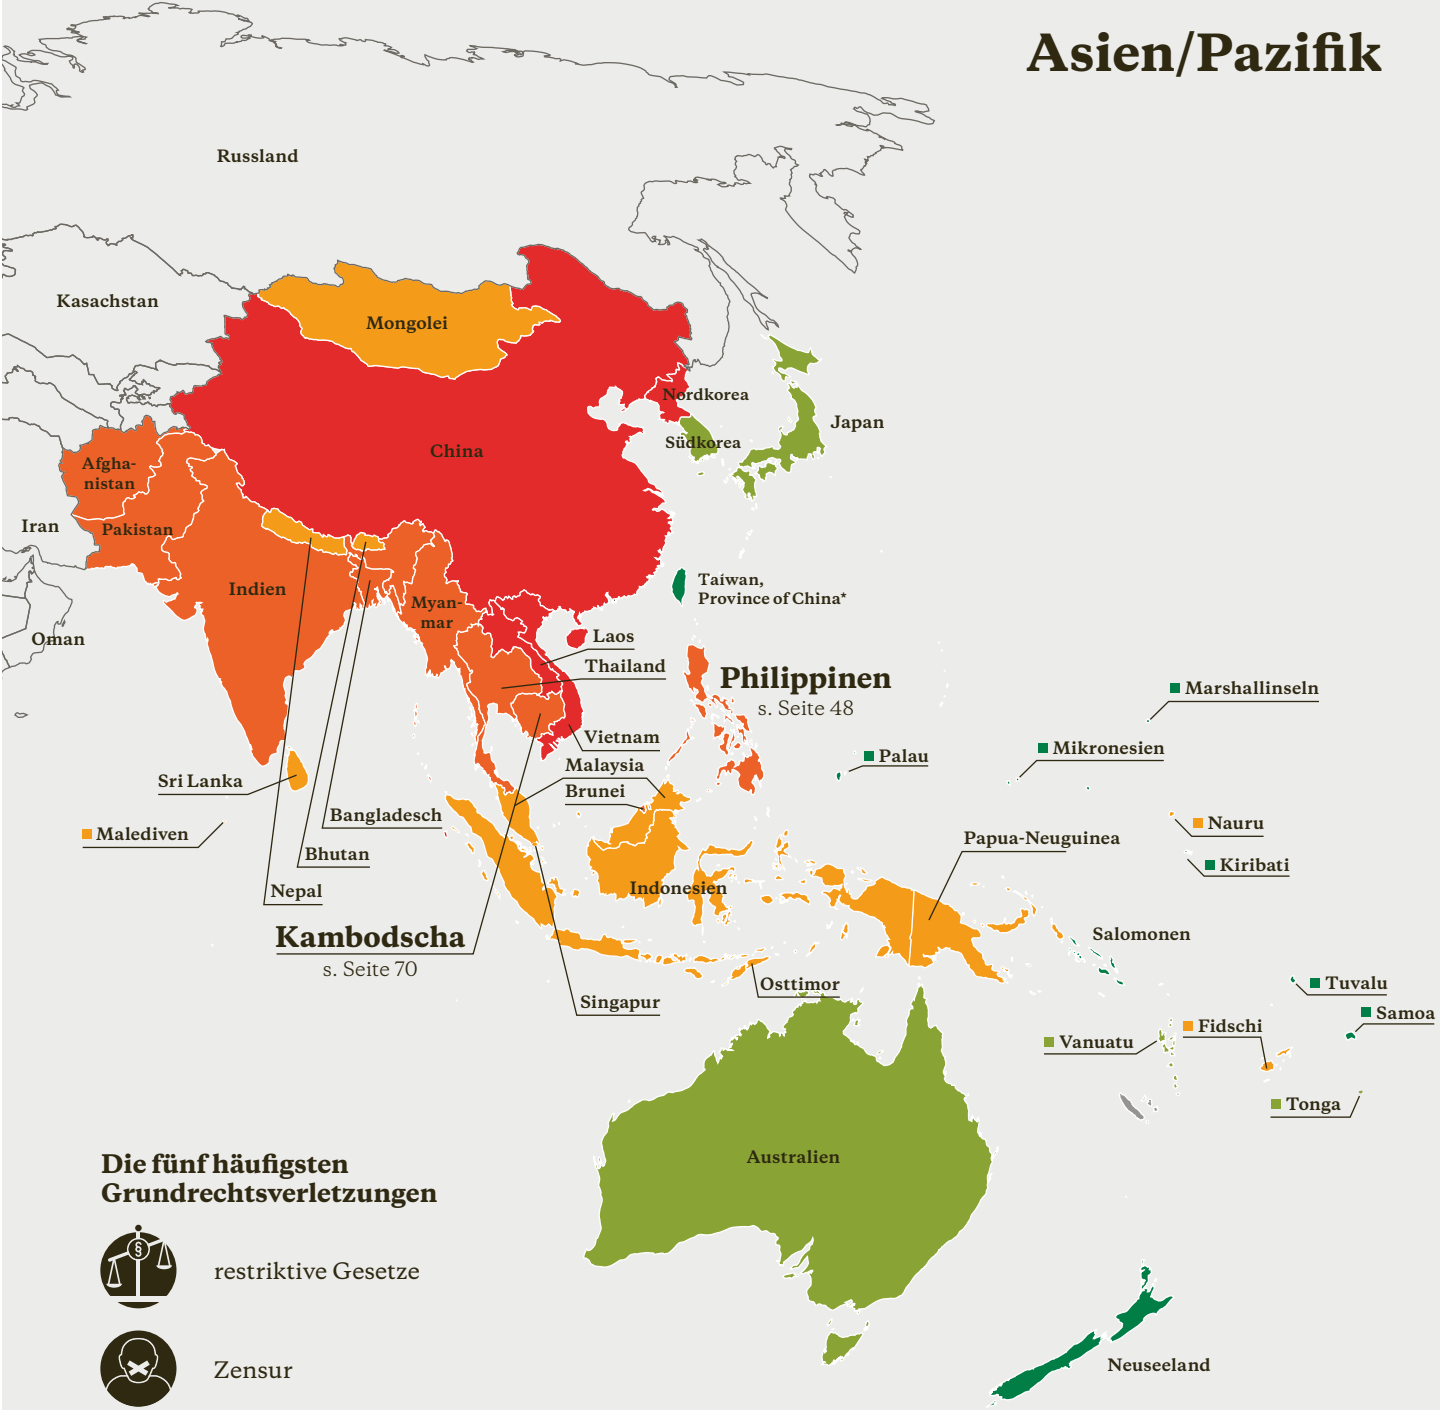 Asien/Pazifik
Russland
Kasachstan
Mongolei
Nordkorea
Japan
Südkorea
China
Afgha-
nistan
Iran
Pakistan
Indien
Taiwan,
Province of China*
Myan-
mar
Oman
Laos
Thailand
Philippinen
s. Seite 48
Marshallinseln
Vietnam
Mikronesien
Palau
Malaysia
Sri Lanka
Brunei
Bangladesch
Nauru
Malediven
Papua-Neuguinea
Bhutan
Kiribati
Nepal
Indonesien
Kambodscha
s. Seite 70
Salomonen
Osttimor
Tuvalu
Singapur
Samoa
Fidschi
Vanuatu
Tonga
Australien
Die fünf häufigsten
Grundrechtsverletzungen
§
restriktive Gesetze
Zensur
Neuseeland